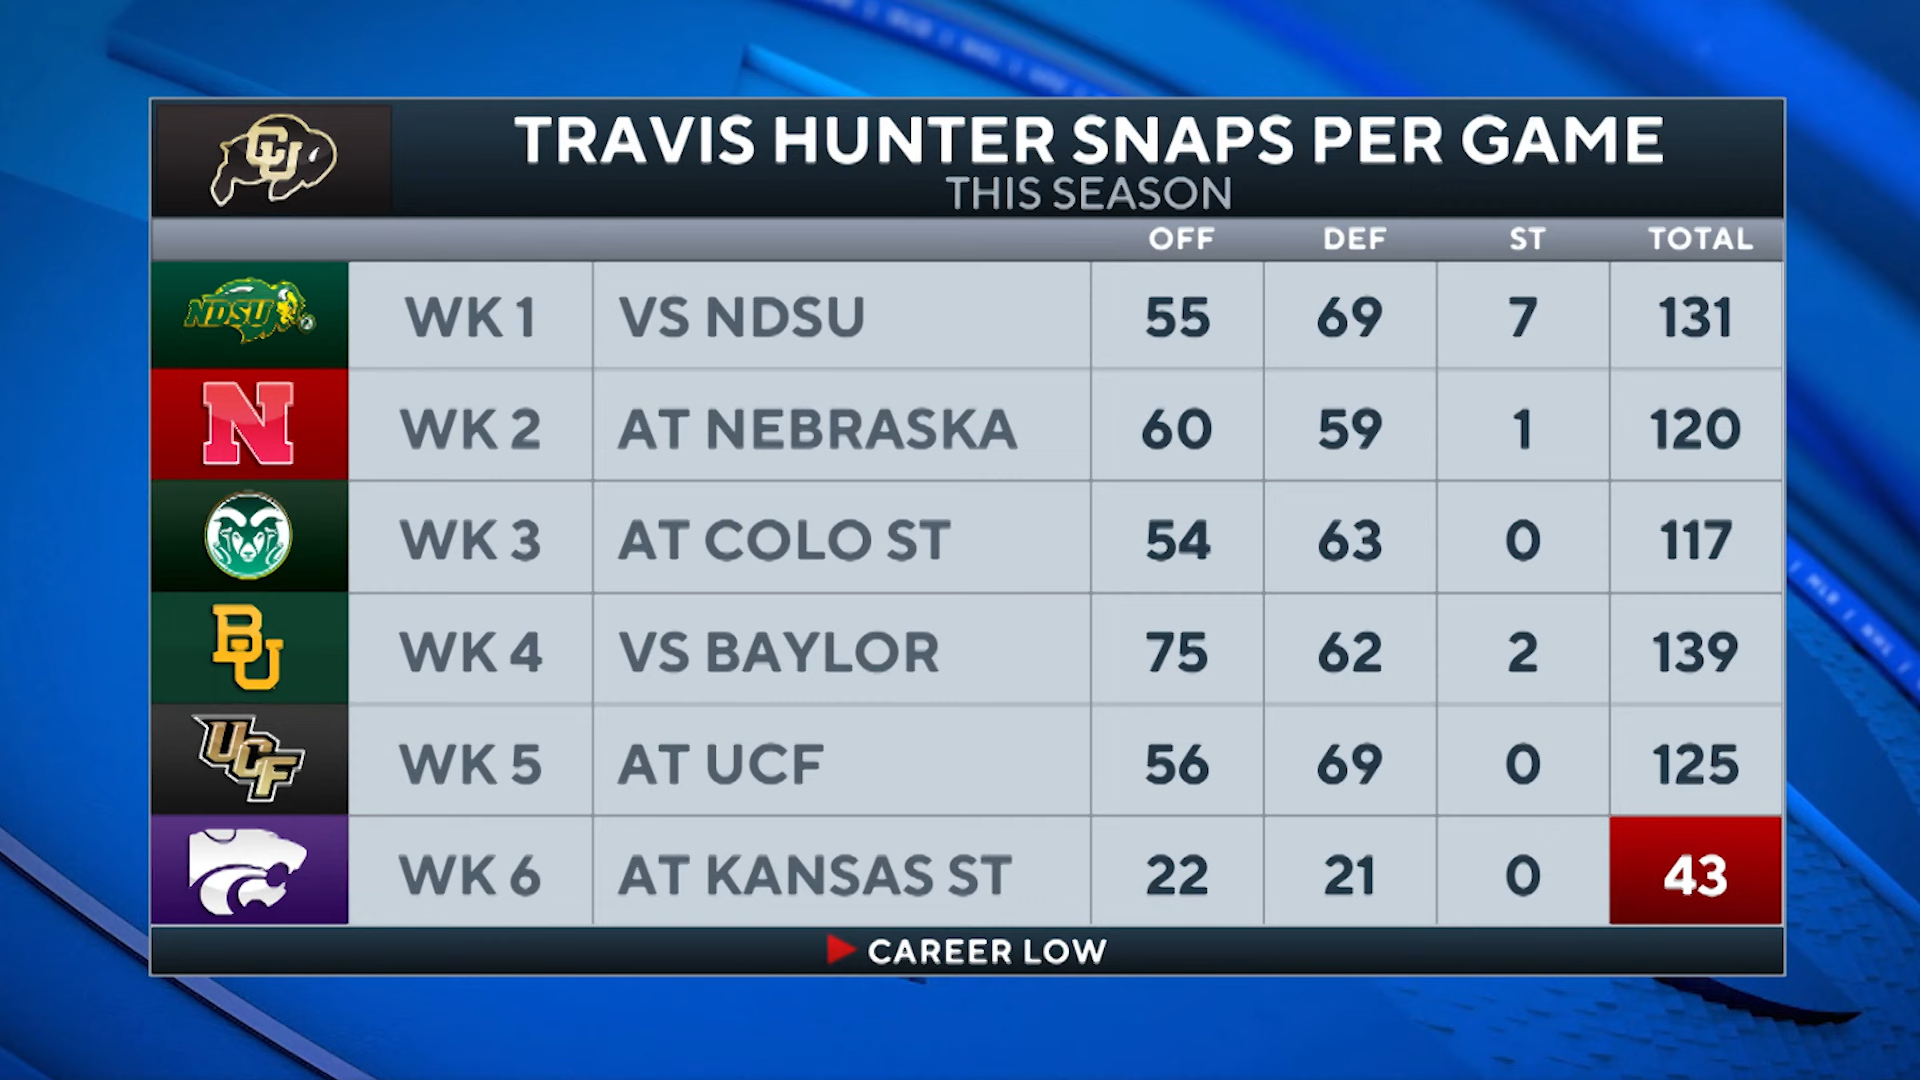 CU
TRAVIS HUNTER SNAPS PER GAME
THIS SEASON
OFF DEF ST TOTAL
NDSU WK 1 VS NDSU 55 69 7 131
N WK 2 AT NEBRASKA 60 59 1 120
WK 3 AT COLO ST 54 63 0 117
BU WK 4 VS BAYLOR 75 62 2 139
UCF WK 5 AT UCF 56 69 0 125
WK 6 AT KANSAS ST 22 21 0 43
CAREER LOW